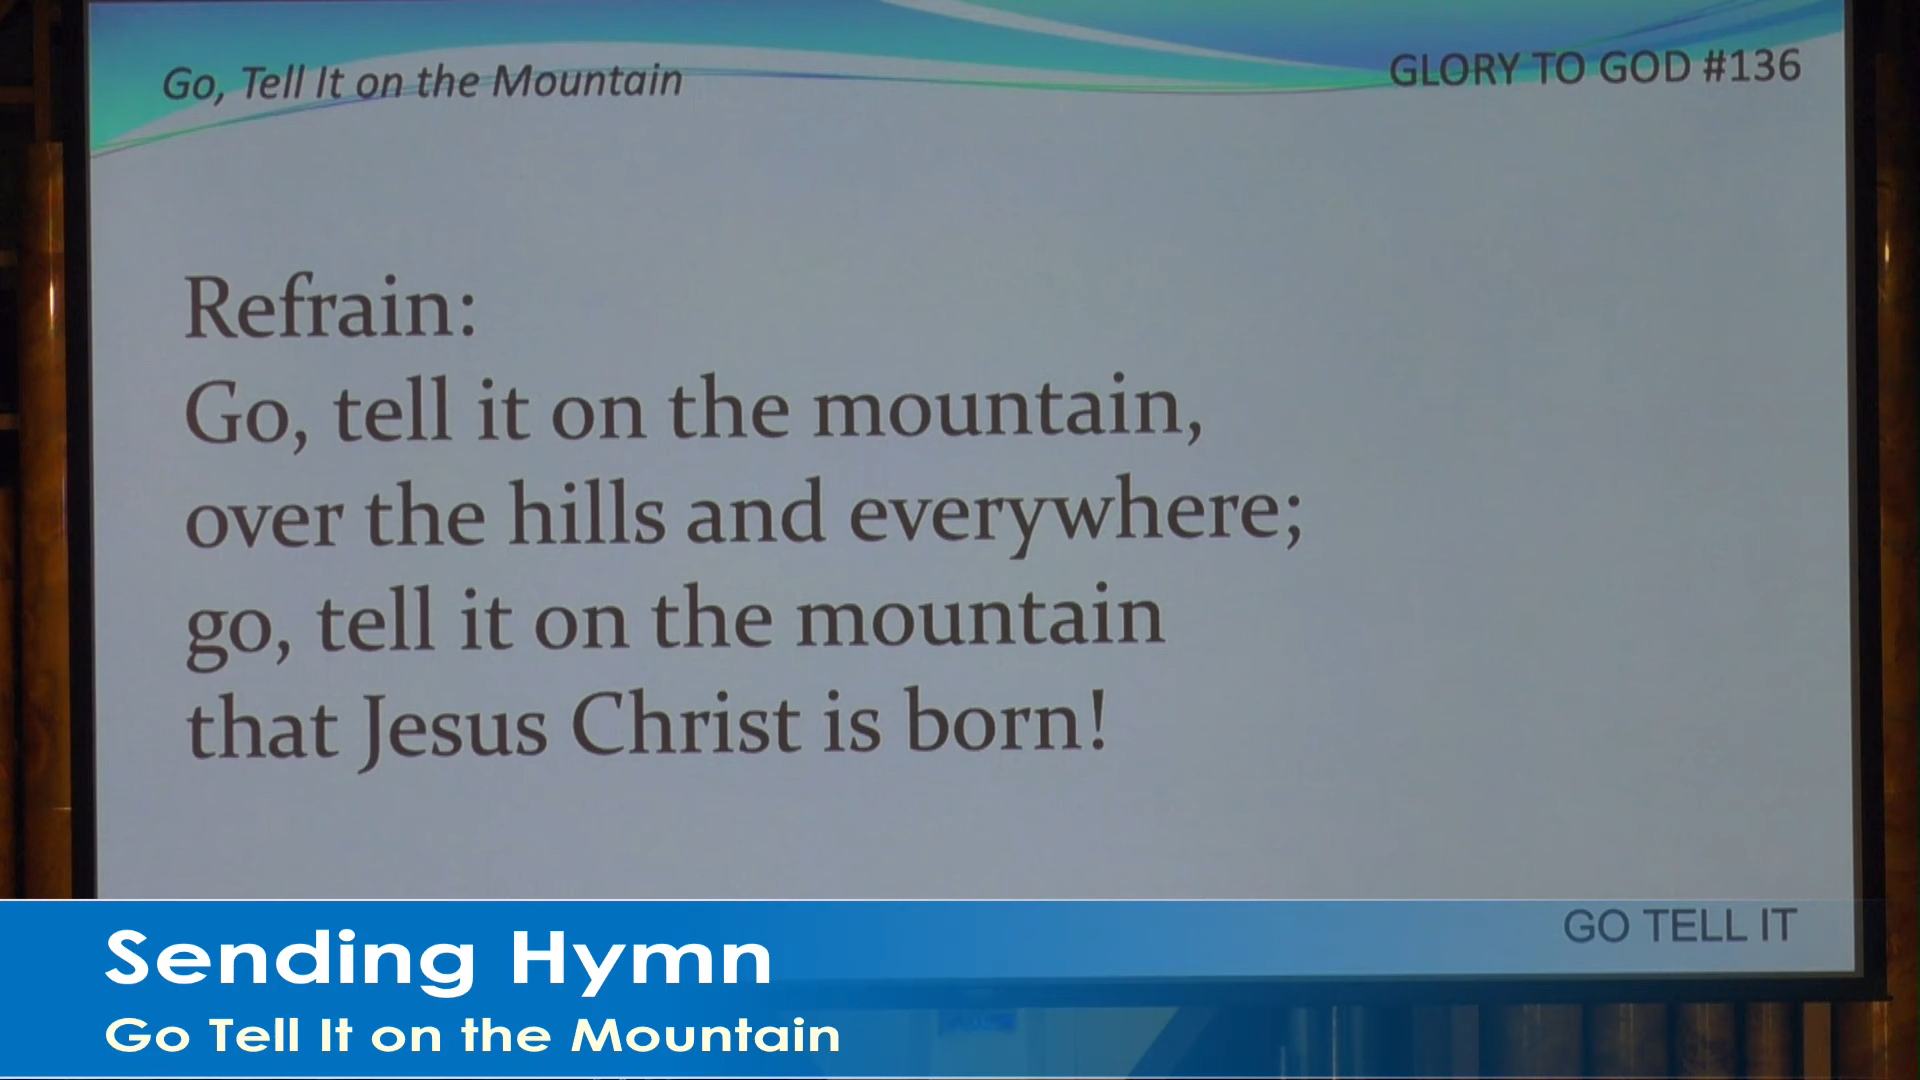 Go, Tell It on the Mountain
GLORY TO GOD #136
Refrain:
Go, tell it on the mountain,
over the hills and everywhere;
go, tell it on the mountain
that Jesus Christ is born!
GO TELL IT
Sending Hymn
Go Tell It on the Mountain